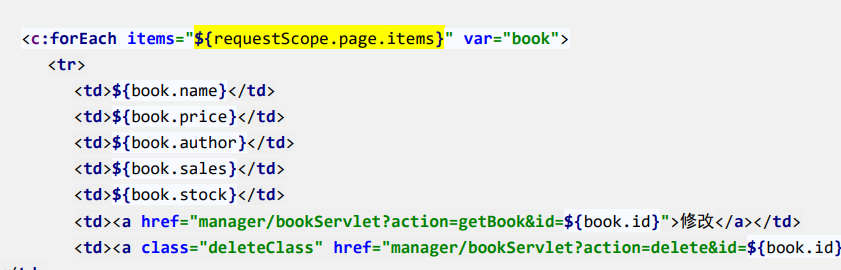 <c:forEach items="${requestScope.page.items}" var="book">
<tr>
<td>${book.name}</td>
<td>${book.price}</td>
<td>${book.author}</td>
<td>${book.sales}</td>
<td>${book.stock}</td>
<td><a href="manager/bookServlet?action=getBook&id=${book.id}">修改</a></td>
<td><a class="deleteClass" href="manager/bookServlet?action=delete&id=${book.id}